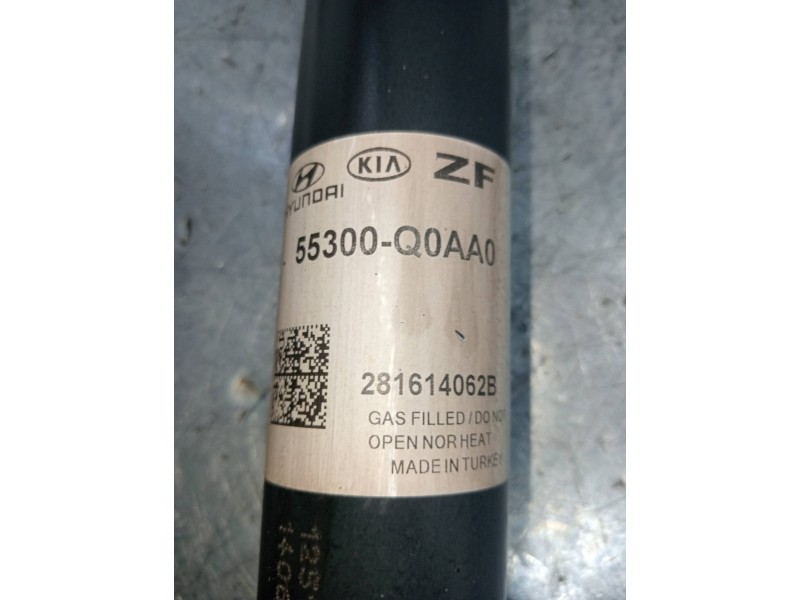 HYUNDAI
KIA
ZF
55300-Q0AA0
281614062B
GAS FILLED / DO NOT
OPEN NOR HEAT
MADE IN TURKEY